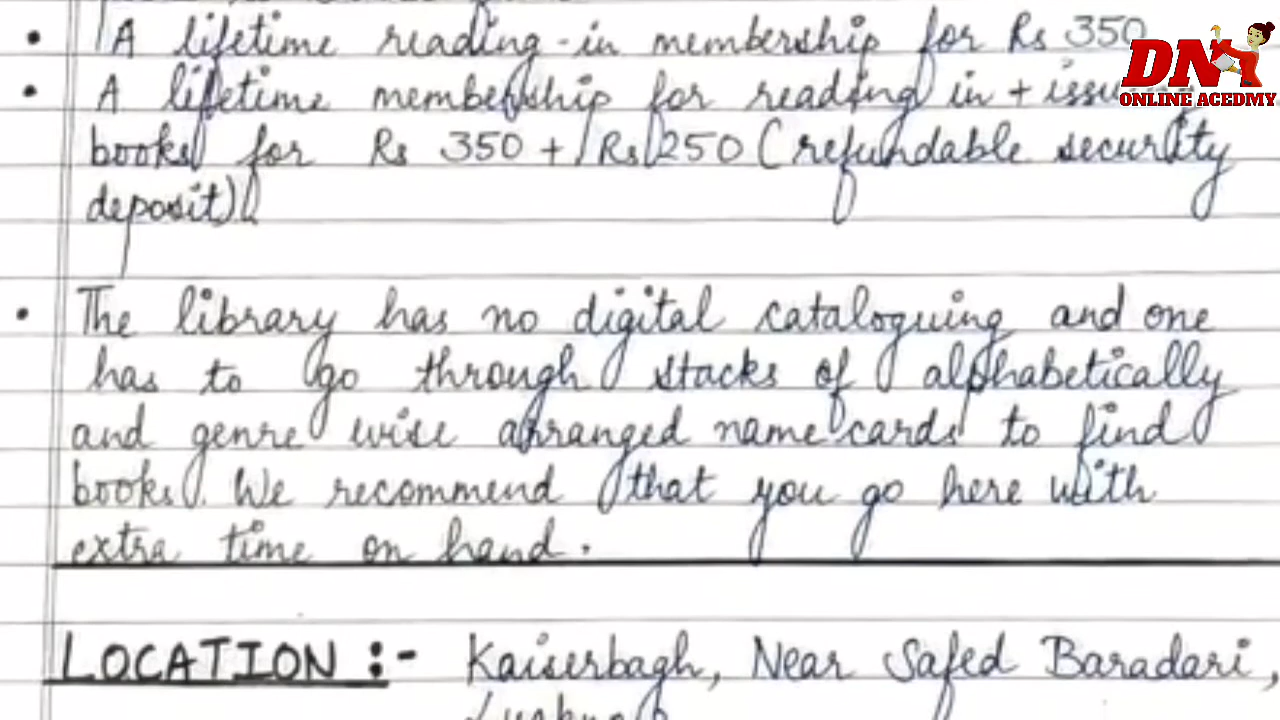 • A lifetime reading-in membership for Rs 350
DN
ONLINE ACEDMY
• A lifetime membership for reading in +
books for Rs 350 + Rs 250 (refundable security
deposit)
• The library has no digital cataloguing and one
has to go through stacks of alphabetically
and genre wise arranged name cards to find
books. We recommend that you go here with
extra time on hand.
LOCATION :- Kaiserbagh, Near Safed Baradari,